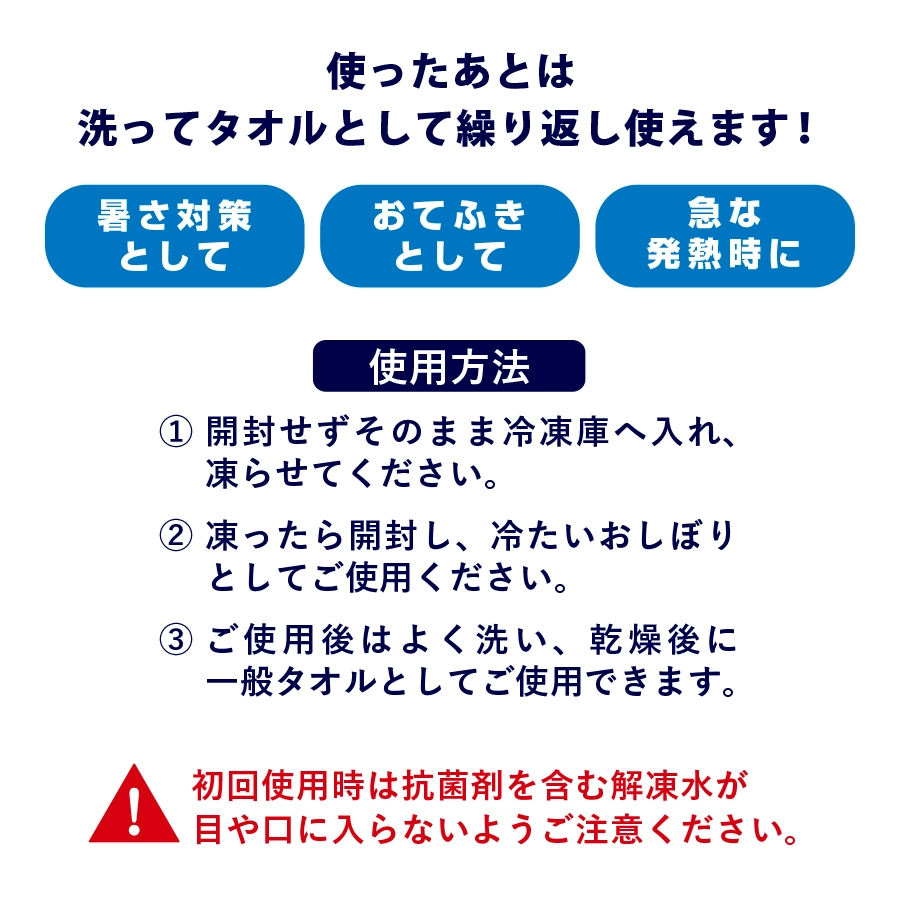 使ったあとは
洗ってタオルとして繰り返し使えます!
暑さ対策
として
おてふき
として
急な
発熱時に
使用方法
① 開封せずそのまま冷凍庫へ入れ、
凍らせてください。
② 凍ったら開封し、冷たいおしぼり
としてご使用ください。
③ ご使用後はよく洗い、乾燥後に
一般タオルとしてご使用できます。
初回使用時は抗菌剤を含む解凍水が
目や口に入らないようご注意ください。